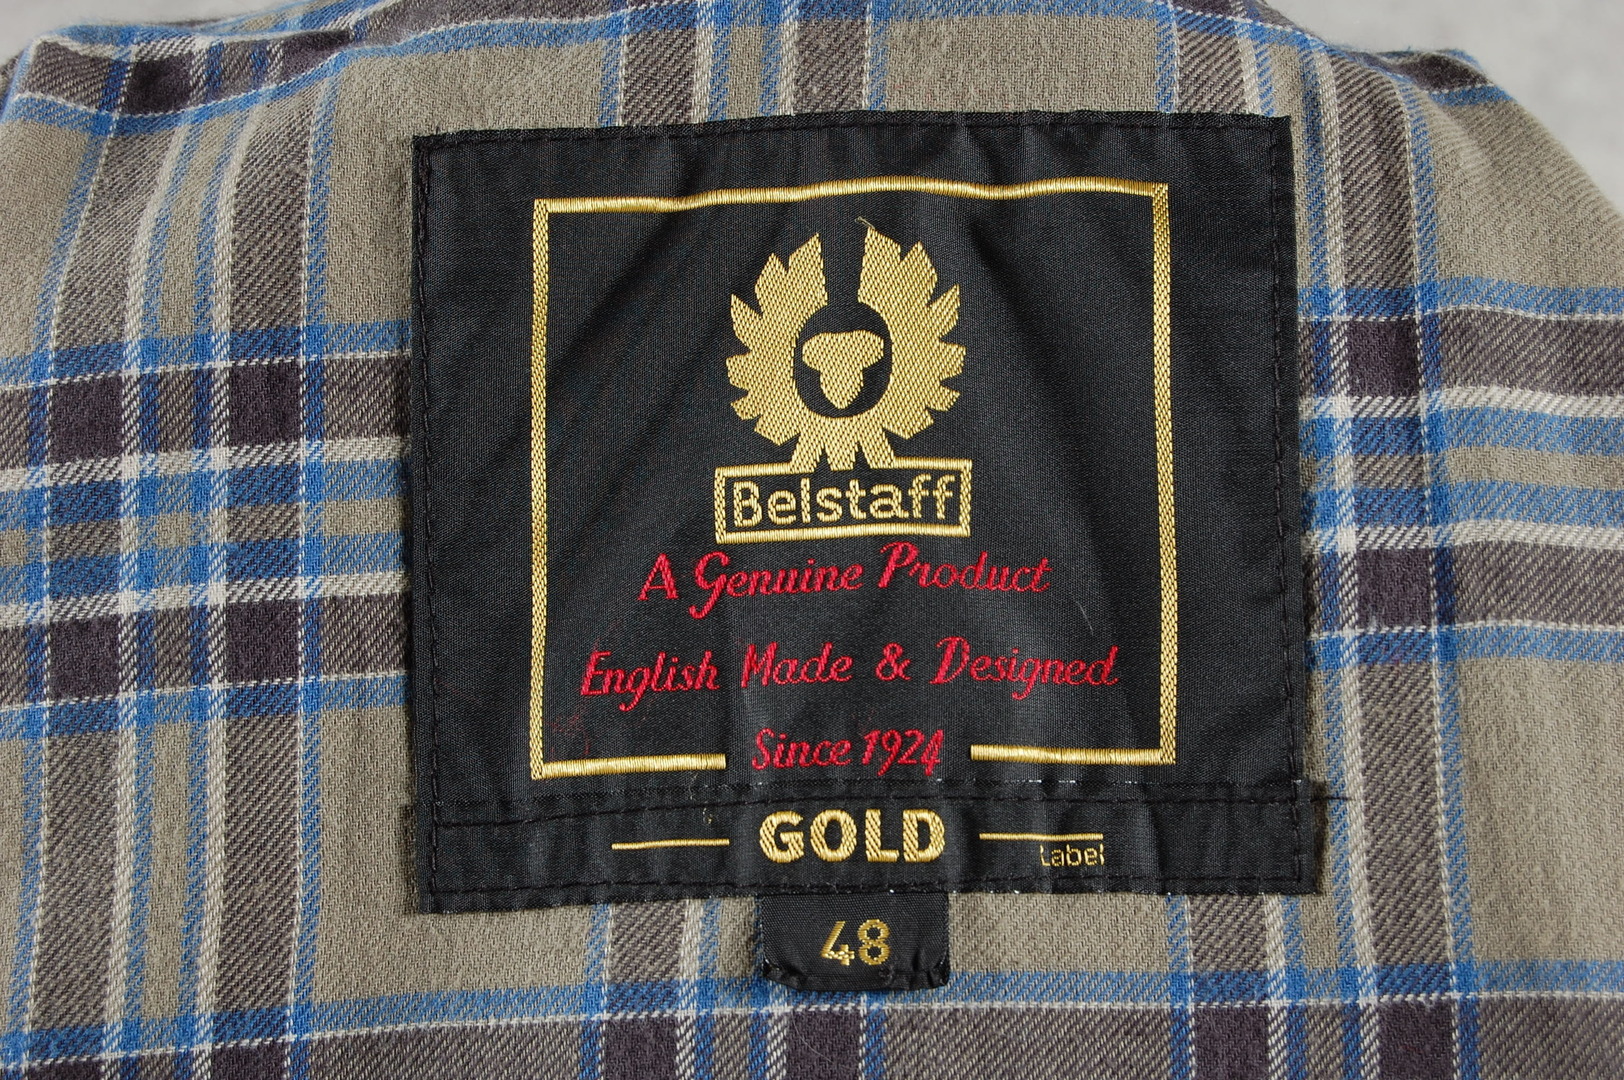 Belstaff
A Genuine Product
English Made & Designed
Since 1924
GOLD
Label
48